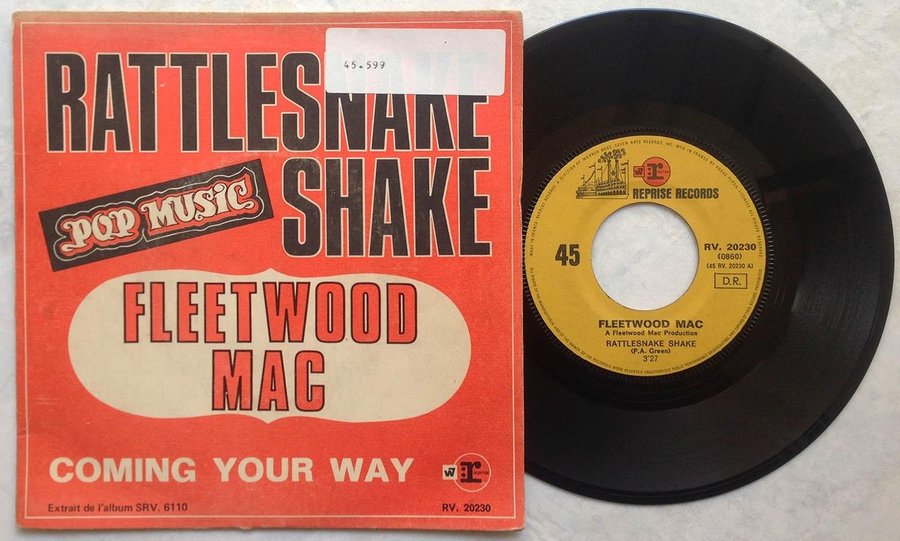 RATTLESNAKE
45.599
SHAKE
POP MUSIC
FLEETWOOD
MAC
COMING YOUR WAY
W r reprise
Extrait de l'album SRV. 6110
RV. 20230
W r
REPRISE RECORDS
45
RV. 20230
(0860)
(45 RV. 20230 A)
D.R.
FLEETWOOD MAC
A Fleetwood Mac Production
RATTLESNAKE SHAKE
(P.A. Green)
3'27